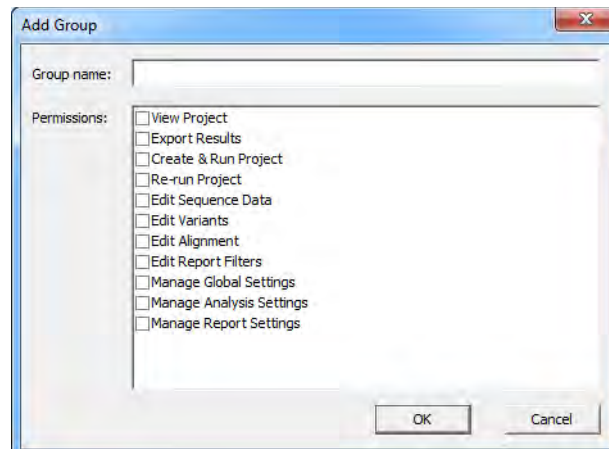 Add Group
Group name:
Permissions:
View Project
Export Results
Create & Run Project
Re-run Project
Edit Sequence Data
Edit Variants
Edit Alignment
Edit Report Filters
Manage Global Settings
Manage Analysis Settings
Manage Report Settings
OK
Cancel